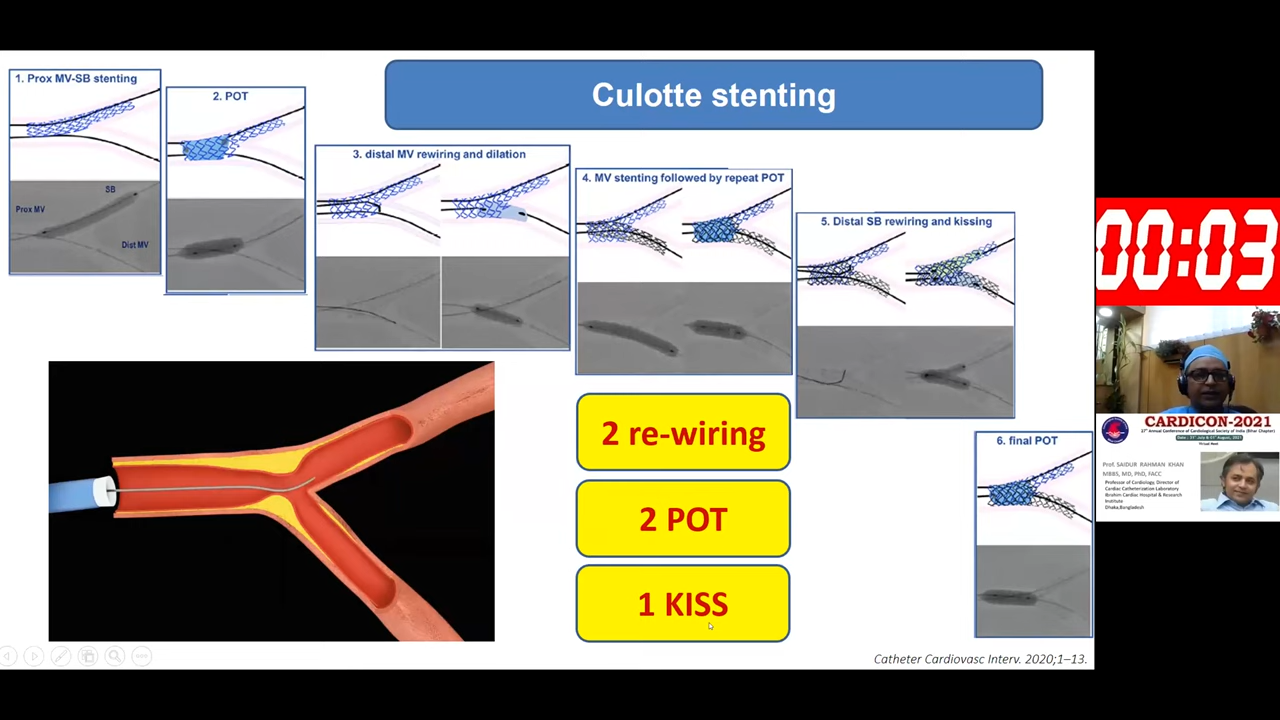 Culotte stenting
1. Prox MV-SB stenting
SB
Prox MV
Dist MV
2. POT
3. distal MV rewiring and dilation
4. MV stenting followed by repeat POT
5. Distal SB rewiring and kissing
6. final POT
2 re-wiring
2 POT
1 KISS
Catheter Cardiovasc Interv. 2020;1–13.
00:03
CARDICON-2021
27th Annual Conference of Cardiological Society of India (Bihar Chapter)
Virtual Meet
Prof. SAIDUR RAHMAN KHAN
MBBS, MD, PhD, FACC
Professor of Cardiology, Director of
Cardiac Catheterization Laboratory
Ibrahim Cardiac Hospital & Research
Institute
Dhaka,Bangladesh